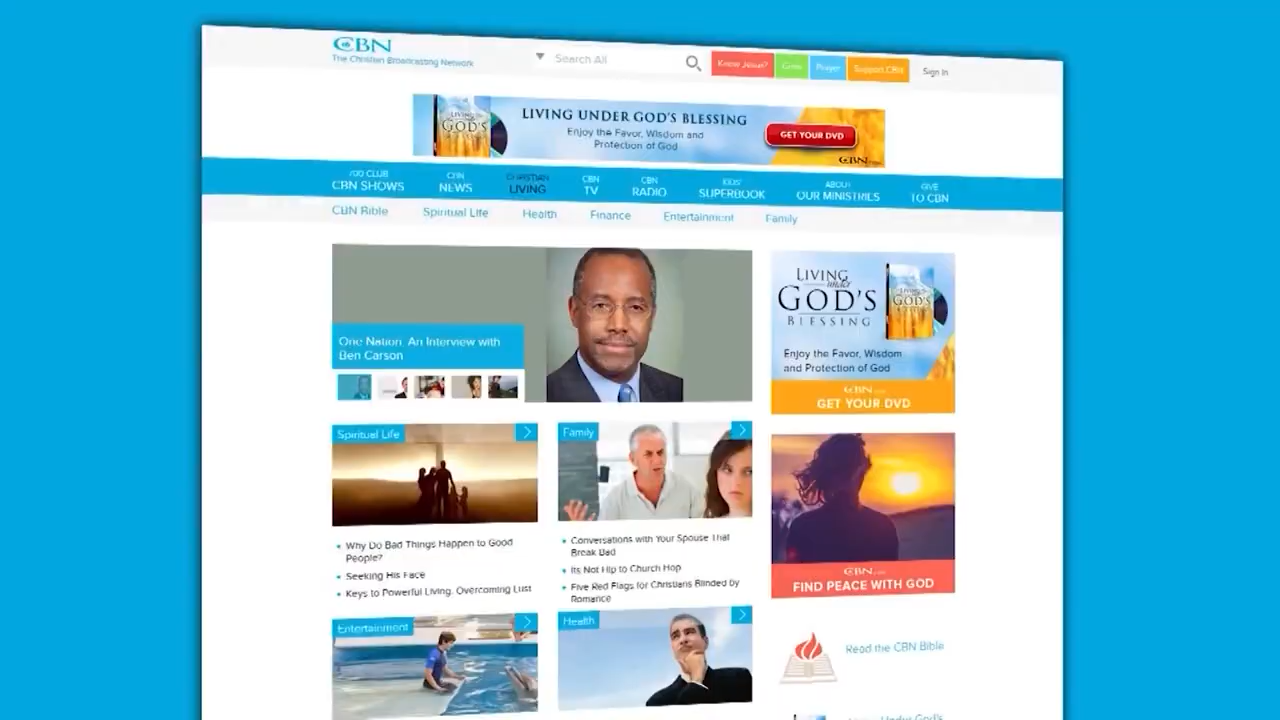 CBN
The Christian Broadcasting Network
Search All
Know Jesus?
Grow
Prayer
Support CBN
Sign In
LIVING UNDER GOD'S BLESSING
Enjoy the Favor, Wisdom and
Protection of God
GET YOUR DVD
CBN.com
LIVING
GOD'S
700 CLUB
CBN SHOWS
CBN
NEWS
CHRISTIAN
LIVING
CBN
TV
CBN
RADIO
KIDS'
SUPERBOOK
ABOUT
OUR MINISTRIES
GIVE
TO CBN
CBN Bible
Spiritual Life
Health
Finance
Entertainment
Family
One Nation: An Interview with
Ben Carson
LIVING
under
GOD'S
BLESSING
LIVING
GOD'S
Enjoy the Favor, Wisdom
and Protection of God
CBN.com
GET YOUR DVD
Spiritual Life
Why Do Bad Things Happen to Good
People?
Seeking His Face
Keys to Powerful Living: Overcoming Lust
Family
Conversations with Your Spouse That
Break Bad
Its Not Hip to Church Hop
Five Red Flags for Christians Blinded by
Romance
CBN.com
FIND PEACE WITH GOD
Entertainment
Health
Read the CBN Bible
Under God's